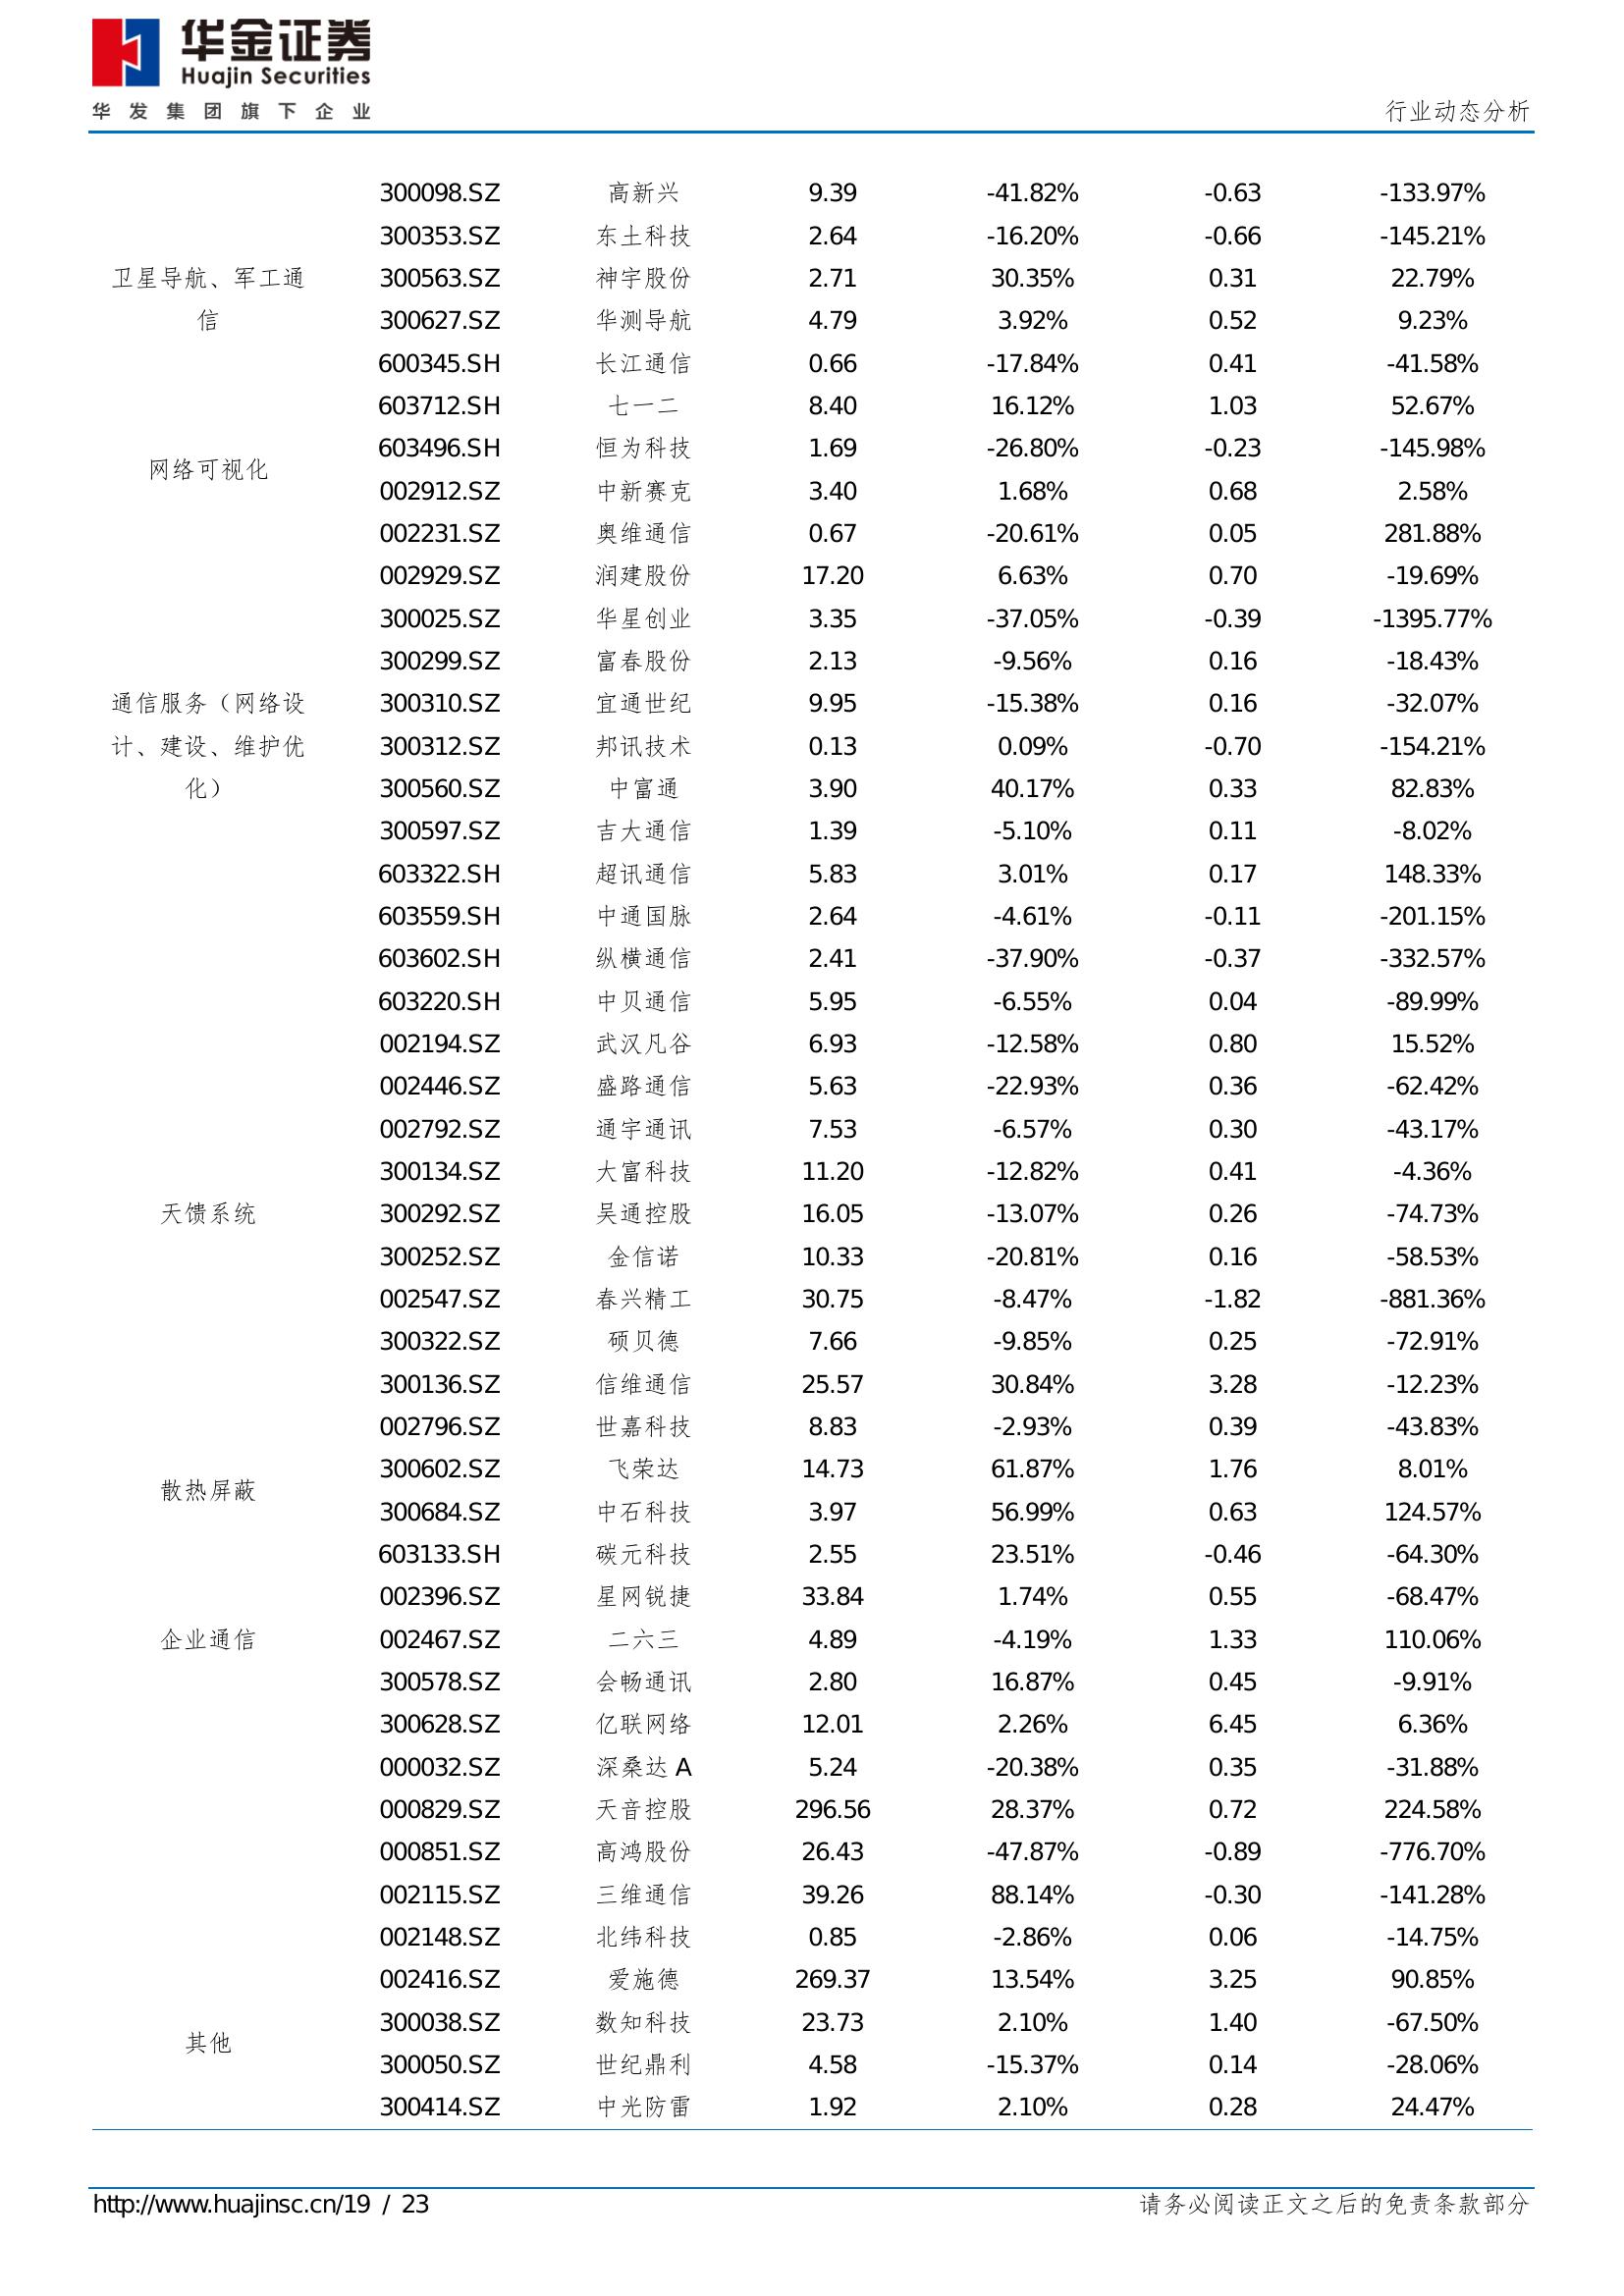 华金证券
Huajin Securities
华发集团旗下企业
行业动态分析
300098.SZ 高新兴 9.39 -41.82% -0.63 -133.97%
300353.SZ 东土科技 2.64 -16.20% -0.66 -145.21%
卫星导航、军工通 300563.SZ 神宇股份 2.71 30.35% 0.31 22.79%
信 300627.SZ 华测导航 4.79 3.92% 0.52 9.23%
600345.SH 长江通信 0.66 -17.84% 0.41 -41.58%
603712.SH 七一二 8.40 16.12% 1.03 52.67%
603496.SH 恒为科技 1.69 -26.80% -0.23 -145.98%
网络可视化
002912.SZ 中新赛克 3.40 1.68% 0.68 2.58%
002231.SZ 奥维通信 0.67 -20.61% 0.05 281.88%
002929.SZ 润建股份 17.20 6.63% 0.70 -19.69%
300025.SZ 华星创业 3.35 -37.05% -0.39 -1395.77%
300299.SZ 富春股份 2.13 -9.56% 0.16 -18.43%
通信服务（网络设 300310.SZ 宜通世纪 9.95 -15.38% 0.16 -32.07%
计、建设、维护优 300312.SZ 邦讯技术 0.13 0.09% -0.70 -154.21%
化） 300560.SZ 中富通 3.90 40.17% 0.33 82.83%
300597.SZ 吉大通信 1.39 -5.10% 0.11 -8.02%
603322.SH 超讯通信 5.83 3.01% 0.17 148.33%
603559.SH 中通国脉 2.64 -4.61% -0.11 -201.15%
603602.SH 纵横通信 2.41 -37.90% -0.37 -332.57%
603220.SH 中贝通信 5.95 -6.55% 0.04 -89.99%
002194.SZ 武汉凡谷 6.93 -12.58% 0.80 15.52%
002446.SZ 盛路通信 5.63 -22.93% 0.36 -62.42%
002792.SZ 通宇通讯 7.53 -6.57% 0.30 -43.17%
300134.SZ 大富科技 11.20 -12.82% 0.41 -4.36%
天馈系统 300292.SZ 吴通控股 16.05 -13.07% 0.26 -74.73%
300252.SZ 金信诺 10.33 -20.81% 0.16 -58.53%
002547.SZ 春兴精工 30.75 -8.47% -1.82 -881.36%
300322.SZ 硕贝德 7.66 -9.85% 0.25 -72.91%
300136.SZ 信维通信 25.57 30.84% 3.28 -12.23%
002796.SZ 世嘉科技 8.83 -2.93% 0.39 -43.83%
300602.SZ 飞荣达 14.73 61.87% 1.76 8.01%
散热屏蔽
300684.SZ 中石科技 3.97 56.99% 0.63 124.57%
603133.SH 碳元科技 2.55 23.51% -0.46 -64.30%
002396.SZ 星网锐捷 33.84 1.74% 0.55 -68.47%
企业通信 002467.SZ 二六三 4.89 -4.19% 1.33 110.06%
300578.SZ 会畅通讯 2.80 16.87% 0.45 -9.91%
300628.SZ 亿联网络 12.01 2.26% 6.45 6.36%
000032.SZ 深桑达 A 5.24 -20.38% 0.35 -31.88%
000829.SZ 天音控股 296.56 28.37% 0.72 224.58%
000851.SZ 高鸿股份 26.43 -47.87% -0.89 -776.70%
002115.SZ 三维通信 39.26 88.14% -0.30 -141.28%
002148.SZ 北纬科技 0.85 -2.86% 0.06 -14.75%
002416.SZ 爱施德 269.37 13.54% 3.25 90.85%
300038.SZ 数知科技 23.73 2.10% 1.40 -67.50%
其他
300050.SZ 世纪鼎利 4.58 -15.37% 0.14 -28.06%
300414.SZ 中光防雷 1.92 2.10% 0.28 24.47%
http://www.huajinsc.cn/19 / 23
请务必阅读正文之后的免责条款部分